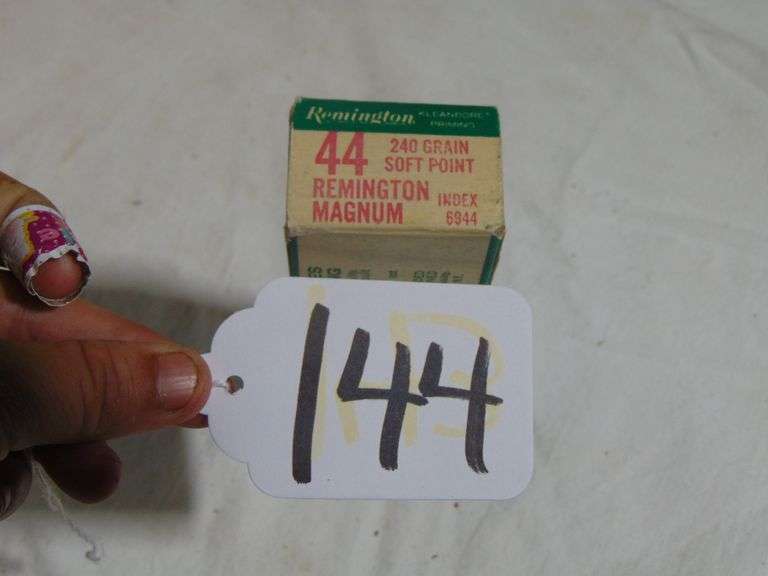 Remington KLEANBORE
PRIMING
44 240 GRAIN
SOFT POINT
REMINGTON
MAGNUM
INDEX
6944
144